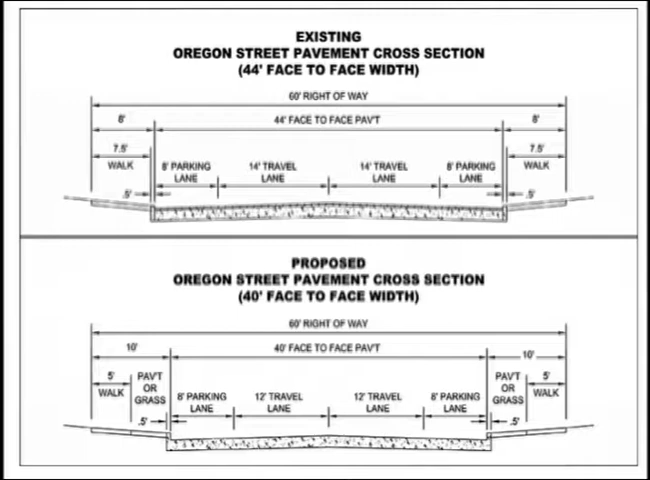 EXISTING
OREGON STREET PAVEMENT CROSS SECTION
(44' FACE TO FACE WIDTH)
60' RIGHT OF WAY
8' 44' FACE TO FACE PAV'T 8'
7.5' 7.5'
WALK 8' PARKING 14' TRAVEL 14' TRAVEL 8' PARKING WALK
LANE LANE LANE LANE
.5' .5'
PROPOSED
OREGON STREET PAVEMENT CROSS SECTION
(40' FACE TO FACE WIDTH)
60' RIGHT OF WAY
10' 40' FACE TO FACE PAV'T 10'
5' PAV'T PAV'T 5'
OR OR
WALK GRASS 8' PARKING 12' TRAVEL 12' TRAVEL 8' PARKING GRASS WALK
LANE LANE LANE LANE
.5' .5'